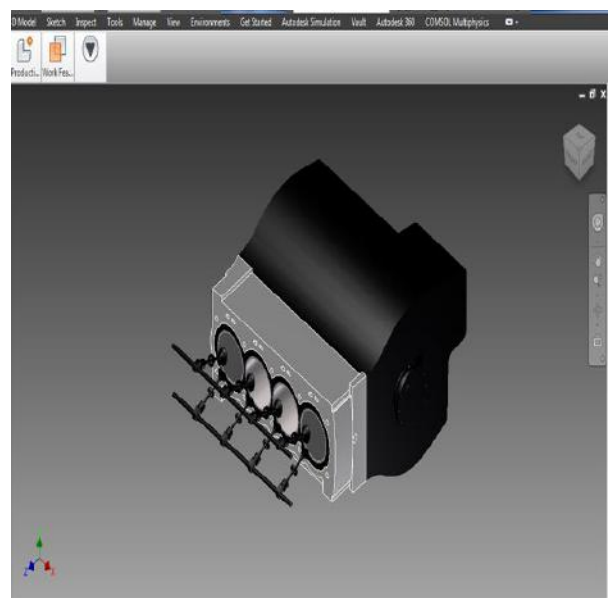 D Model Sketch Inspect Tools Manage View Environments Get Started Autodesk Simulation Vault Autodesk 360 COMSOL Multiphysics
Producti... Work Fea...